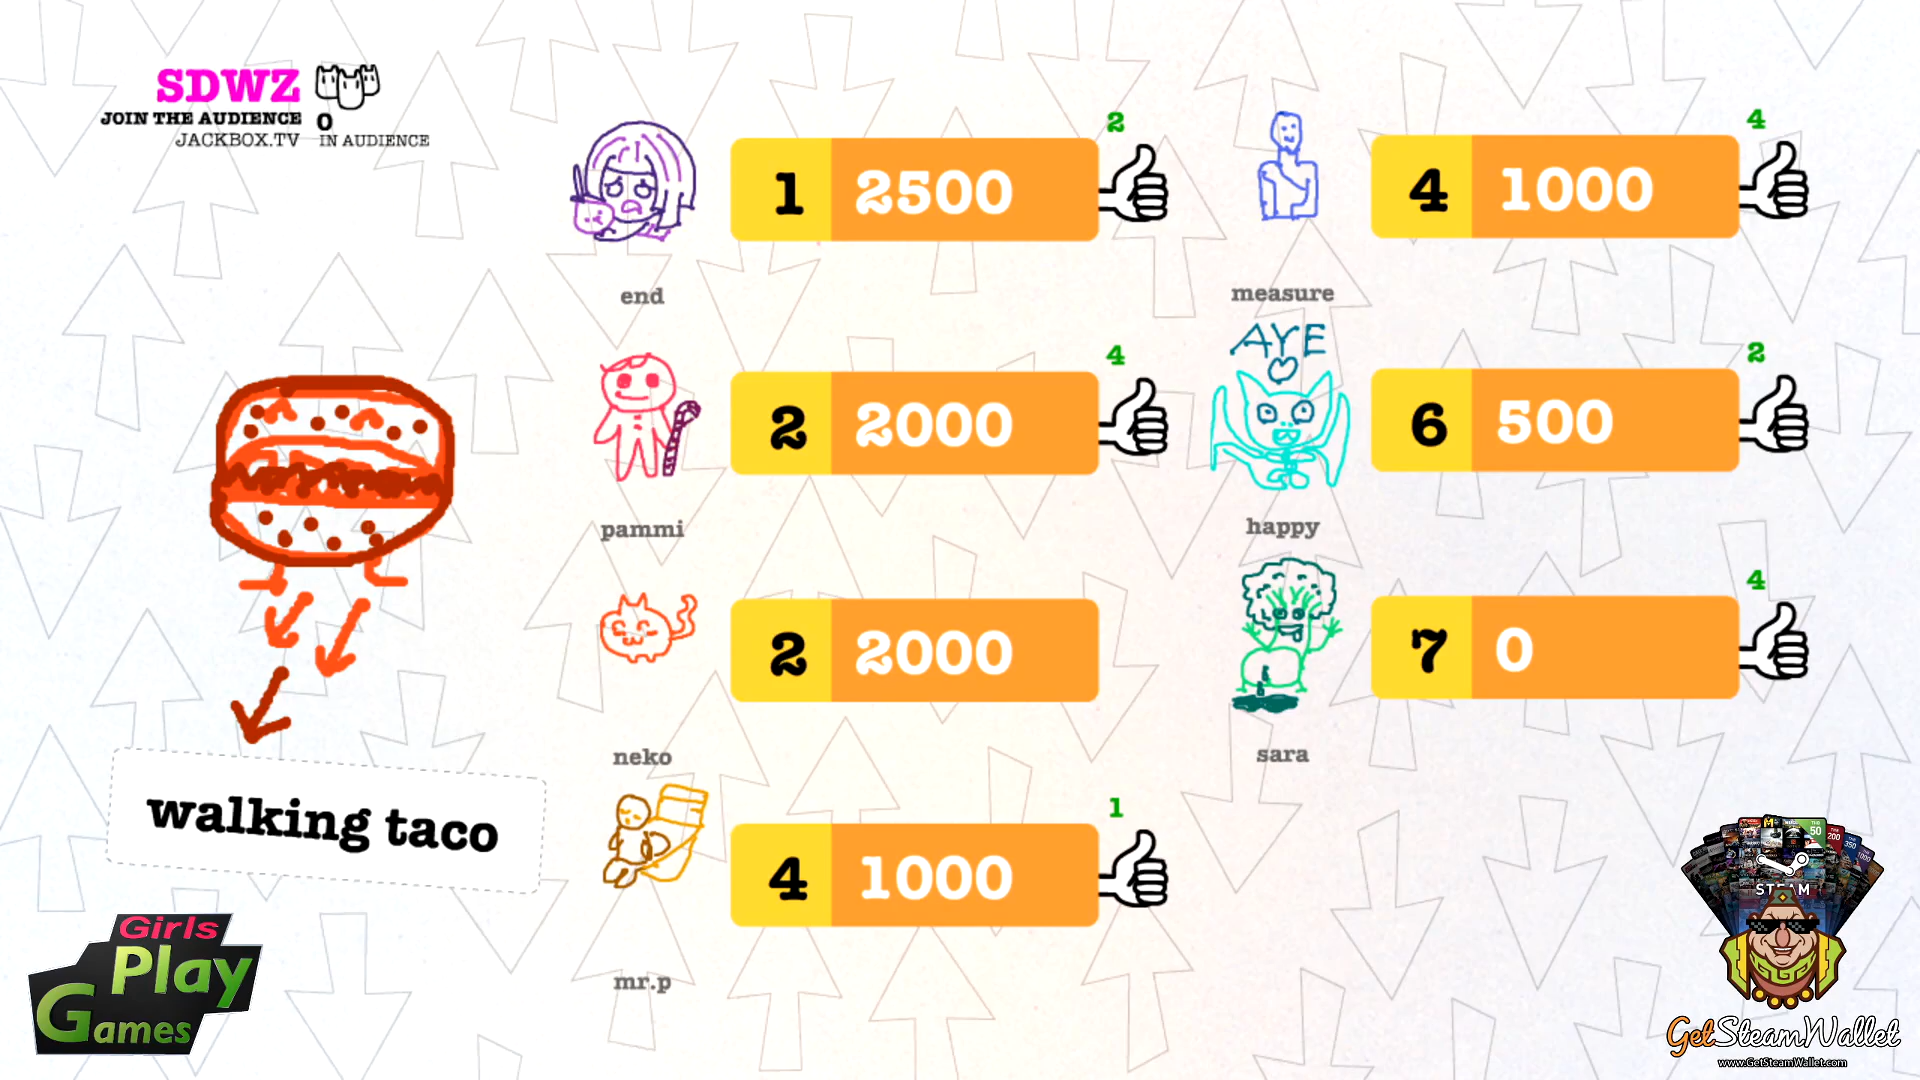 SDWZ
JOIN THE AUDIENCE
JACKBOX.TV
0
IN AUDIENCE
walking taco
1 2500
2
end
2 2000
4
pammi
2 2000
neko
4 1000
1
mr.p
4 1000
4
measure
AYE
6 500
2
happy
7 0
4
sara
Girls
Play
Games
STEAM
GetSteamWallet
www.GetSteamWallet.com